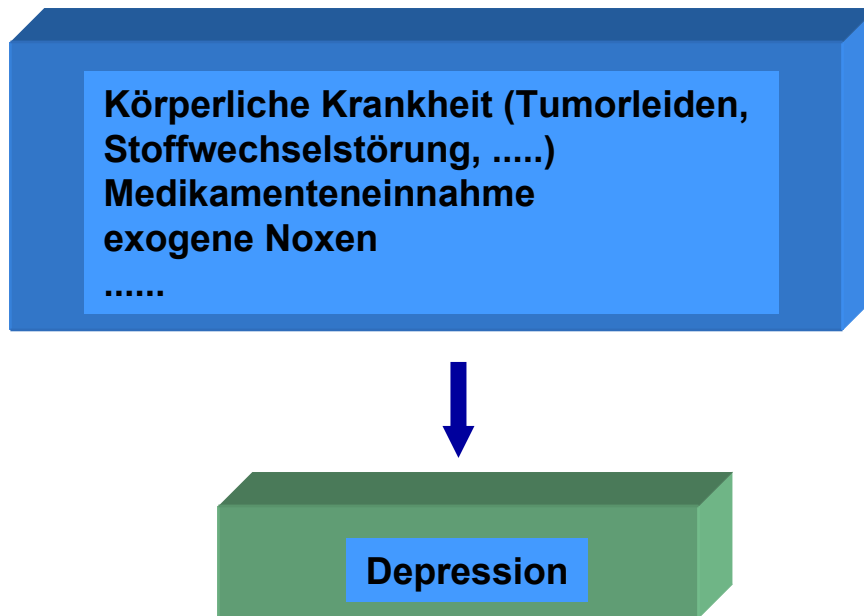 Körperliche Krankheit (Tumorleiden,
Stoffwechselstörung, .....)
Medikamenteneinnahme
exogene Noxen
......
Depression